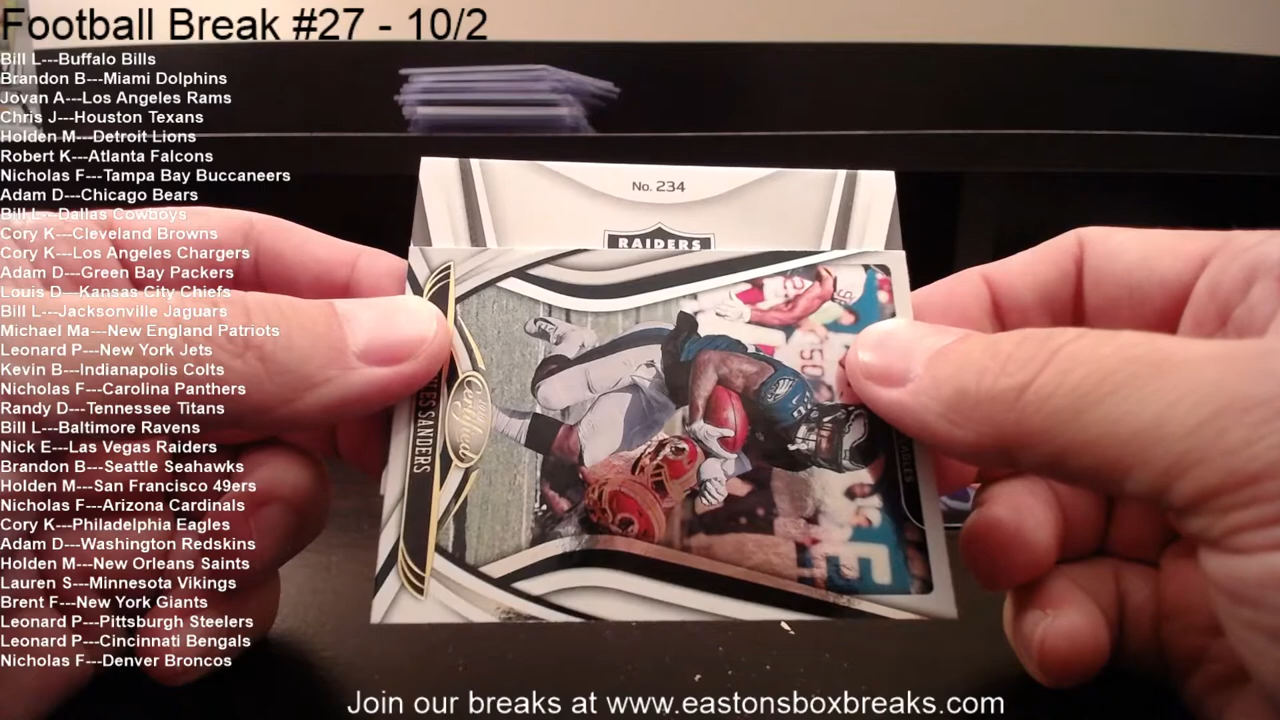 Football Break #27 - 10/2
Bill L---Buffalo Bills
Brandon B---Miami Dolphins
Jovan A---Los Angeles Rams
Chris J---Houston Texans
Holden M---Detroit Lions
Robert K---Atlanta Falcons
Nicholas F---Tampa Bay Buccaneers
Adam D---Chicago Bears
Bill L---Dallas Cowboys
Cory K---Cleveland Browns
Cory K---Los Angeles Chargers
Adam D---Green Bay Packers
Louis D---Kansas City Chiefs
Bill L---Jacksonville Jaguars
Michael Ma---New England Patriots
Leonard P---New York Jets
Kevin B---Indianapolis Colts
Nicholas F---Carolina Panthers
Randy D---Tennessee Titans
Bill L---Baltimore Ravens
Nick E---Las Vegas Raiders
Brandon B---Seattle Seahawks
Holden M---San Francisco 49ers
Nicholas F---Arizona Cardinals
Cory K---Philadelphia Eagles
Adam D---Washington Redskins
Holden M---New Orleans Saints
Lauren S---Minnesota Vikings
Brent F---New York Giants
Leonard P---Pittsburgh Steelers
Leonard P---Cincinnati Bengals
Nicholas F---Denver Broncos
No. 234
RAIDERS
Certified
SANDERS
Join our breaks at www.eastonsboxbreaks.com